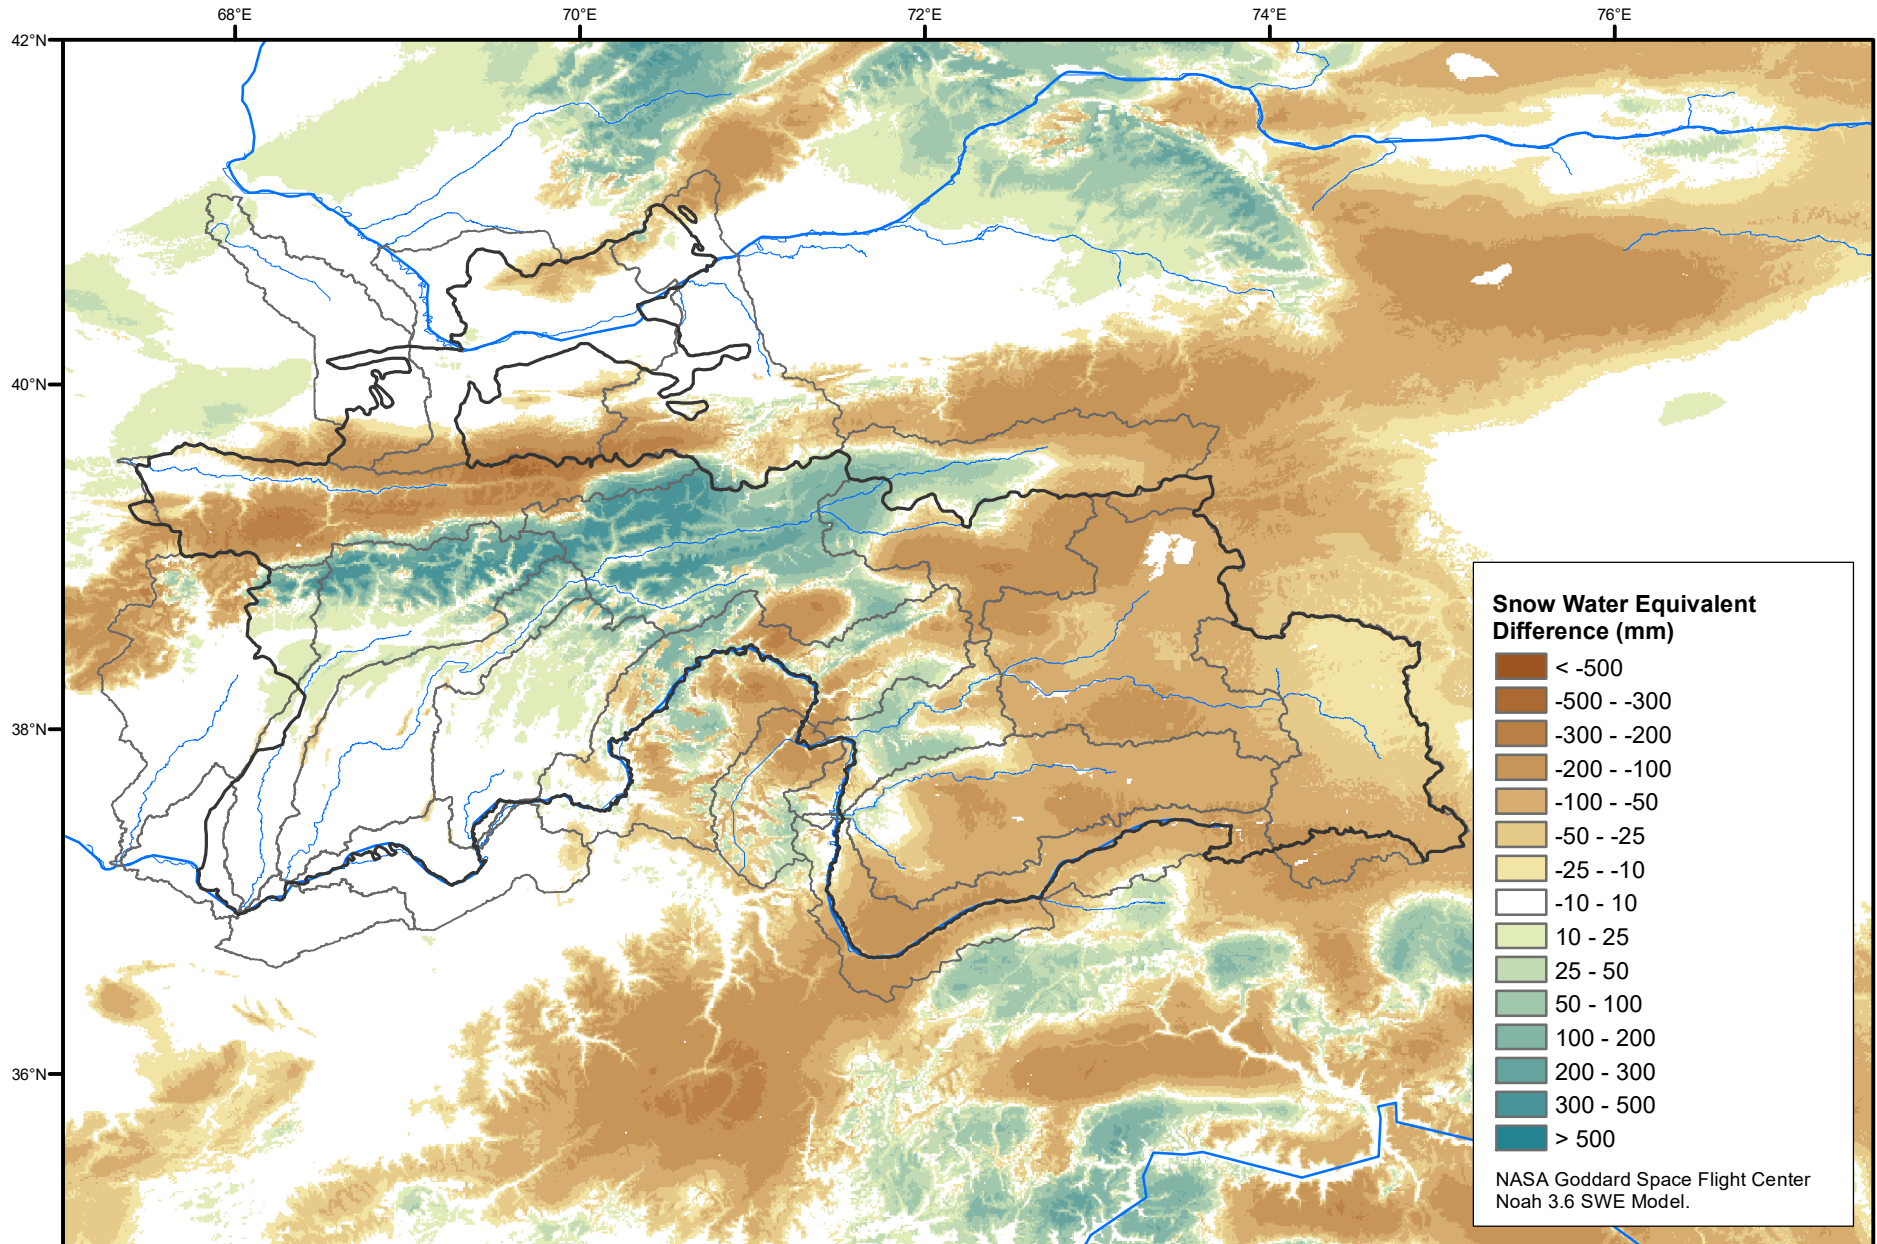 68°E
70°E
72°E
74°E
76°E
42°N
40°N
38°N
36°N
Snow Water Equivalent
Difference (mm)
< -500
-500 - -300
-300 - -200
-200 - -100
-100 - -50
-50 - -25
-25 - -10
-10 - 10
10 - 25
25 - 50
50 - 100
100 - 200
200 - 300
300 - 500
> 500
NASA Goddard Space Flight Center
Noah 3.6 SWE Model.